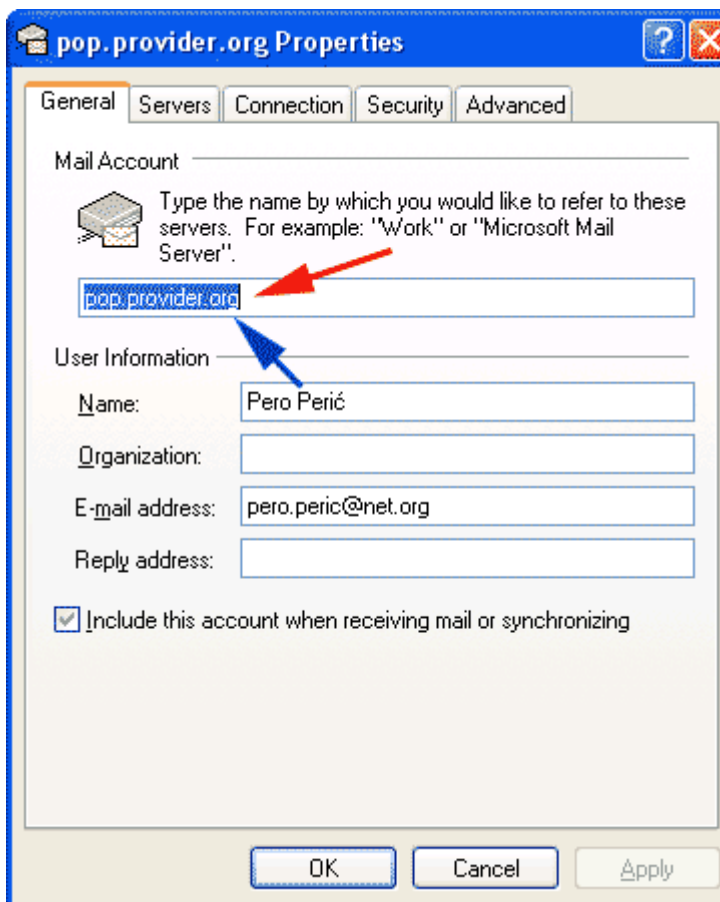 pop.provider.org Properties
General Servers Connection Security Advanced
Mail Account
Type the name by which you would like to refer to these
servers. For example: "Work" or "Microsoft Mail
Server".
pop.provider.org
User Information
Name: Pero Perić
Organization:
E-mail address: pero.peric@net.org
Reply address:
Include this account when receiving mail or synchronizing
OK Cancel Apply